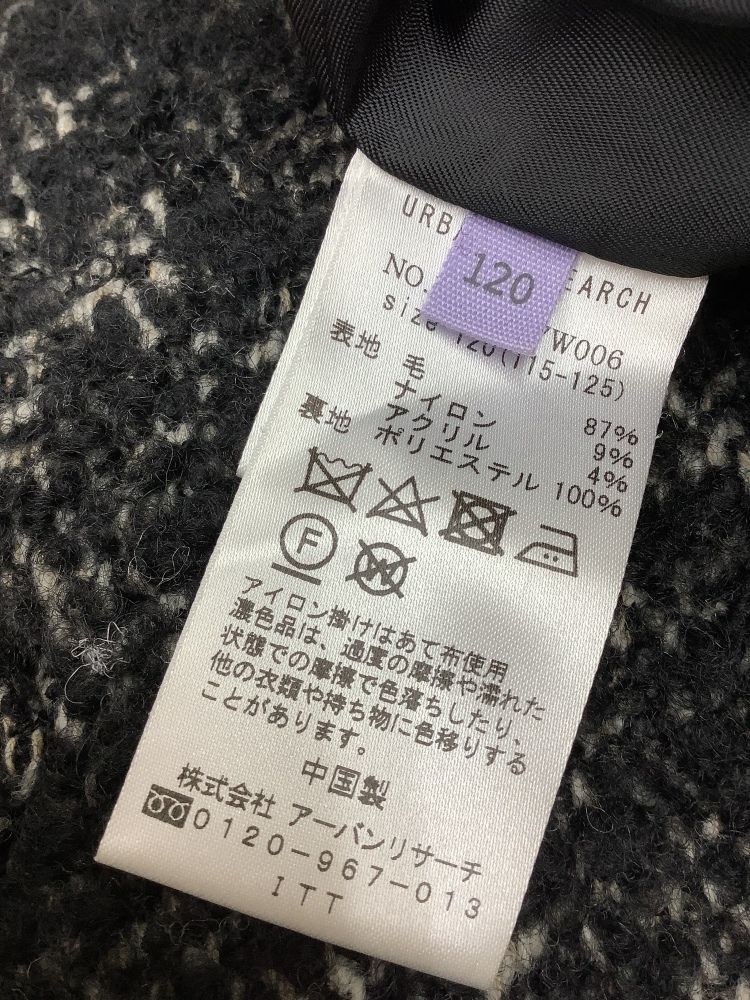 120
EARCH
NO.
W006
size 120(115-125)
表地 毛 87%
ナイロン 9%
アクリル 4%
裏地 ポリエステル 100%
F
W
アイロン掛けはあて布使用
濃色品は、過度の摩擦や濡れた
状態での摩擦で色落ちしたり、
他の衣類や持ち物に色移りする
ことがあります。
中国製
株式会社 アーバンリサーチ
0120-967-013
ITT